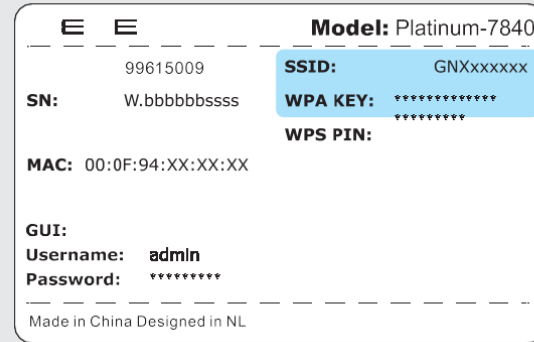 Model: Platinum-7840
99615009
SSID: GNXxxxxxx
SN: W.bbbbbbssss
WPA KEY: *************
*********
WPS PIN:
MAC: 00:0F:94:XX:XX:XX
GUI:
Username: admin
Password: *********
Made in China Designed in NL